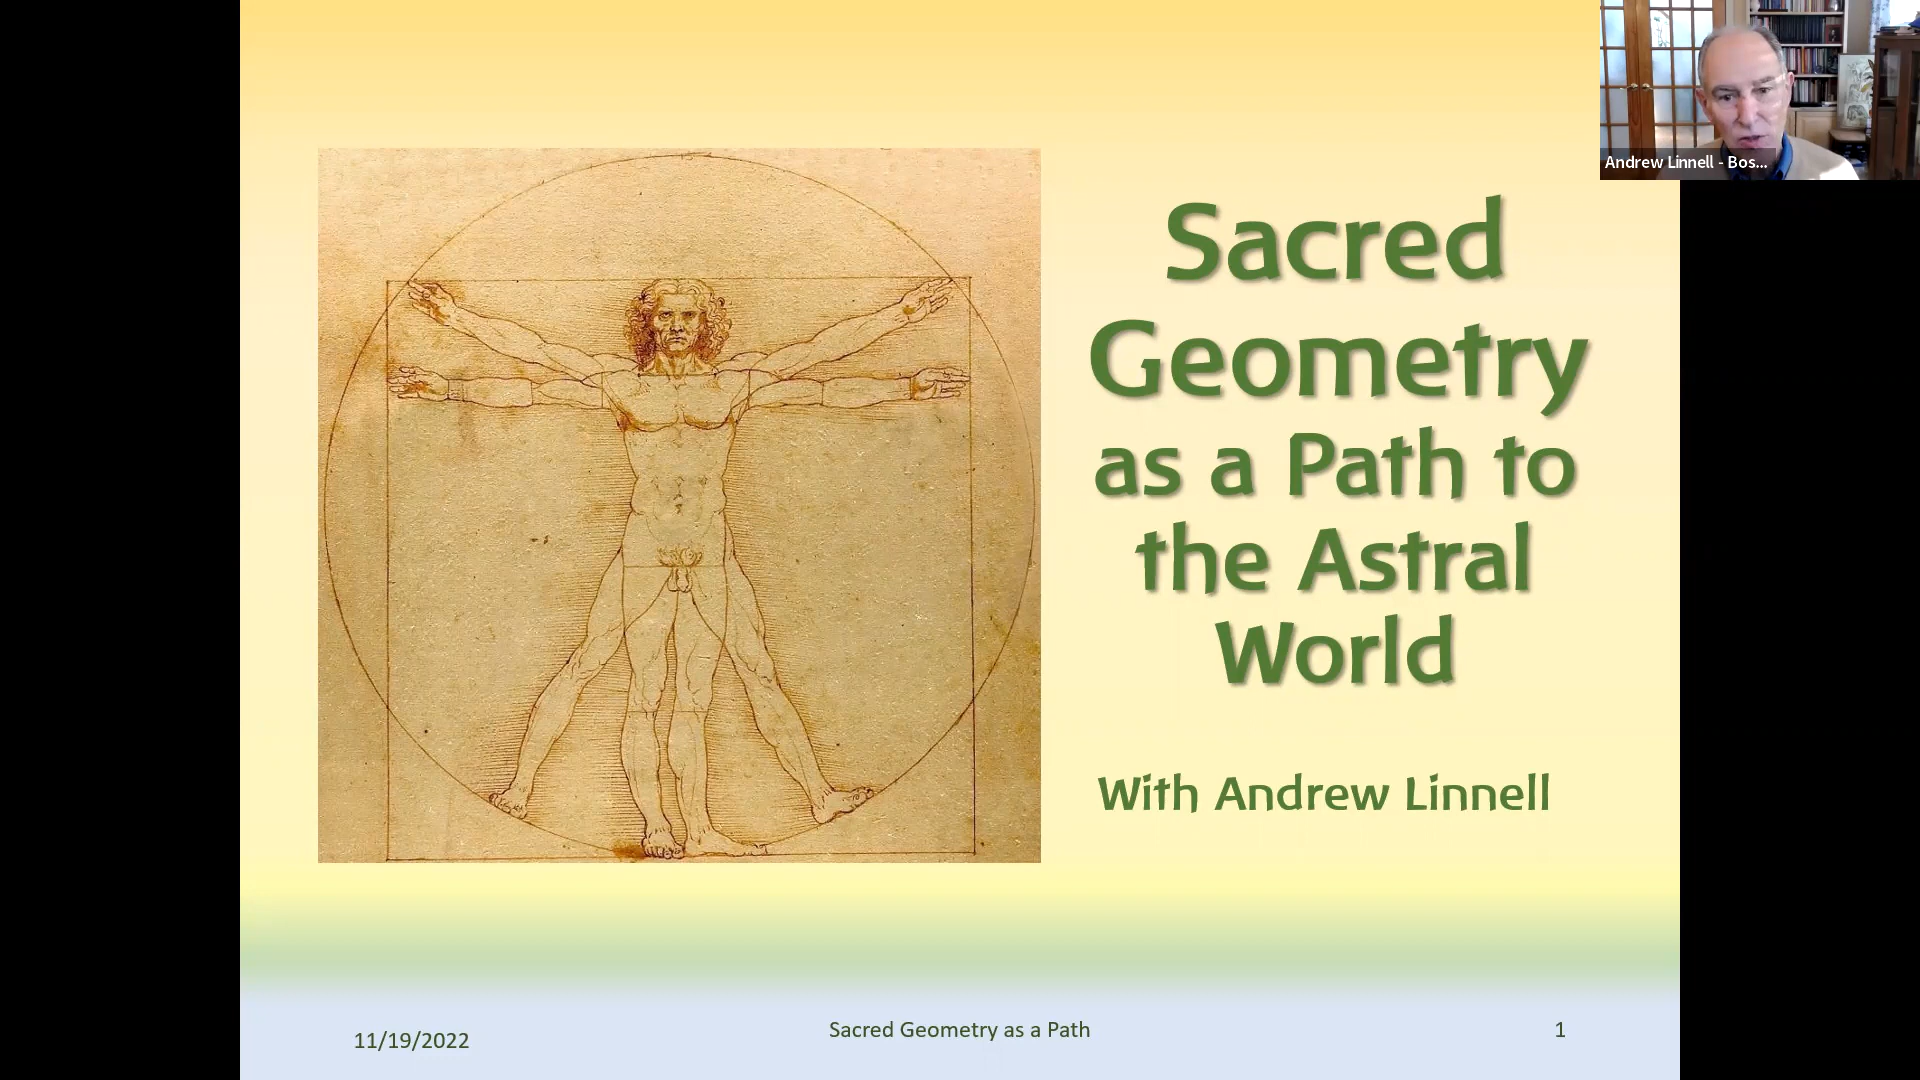 Andrew Linnell - Bos...
Sacred
Geometry
as a Path to
the Astral
World
With Andrew Linnell
11/19/2022
Sacred Geometry as a Path
1